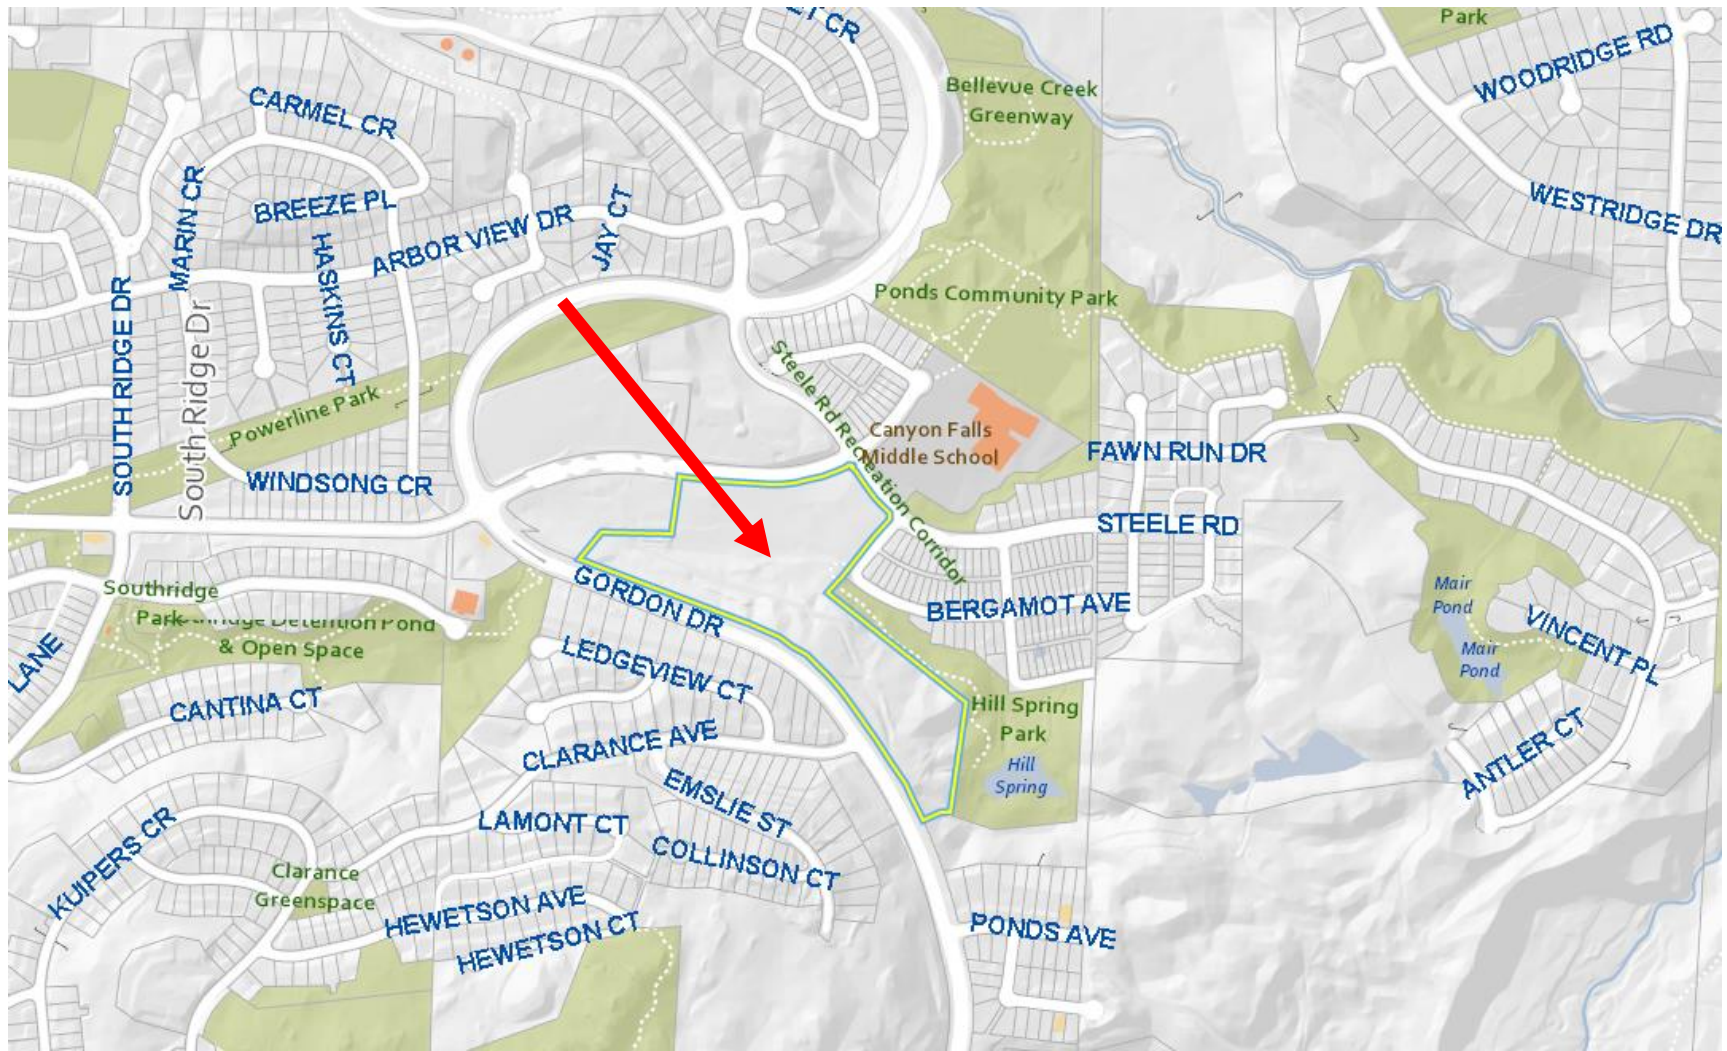 CR
Park
WOODRIDGE RD
Bellevue Creek
Greenway
CARMEL CR
MARIN CR
BREEZE PL
HASKINS CT
ARBOR VIEW DR
JAY CT
WESTRIDGE DR
Ponds Community Park
SOUTH RIDGE DR
South Ridge Dr
Powerline Park
Steele Rd Recreation Corridor
Canyon Falls
Middle School
FAWN RUN DR
WINDSONG CR
STEELE RD
GORDON DR
Southridge
Park
Detention Pond
& Open Space
BERGAMOT AVE
Mair
Pond
Mair
Pond
VINCENT PL
LANE
LEDGEVIEW CT
CANTINA CT
Hill Spring
Park
Hill
Spring
CLARANCE AVE
ANTLER CT
EMSLIE ST
LAMONT CT
COLLINSON CT
KUIPERS CR
Clarance
Greenspace
HEWETSON AVE
HEWETSON CT
PONDS AVE